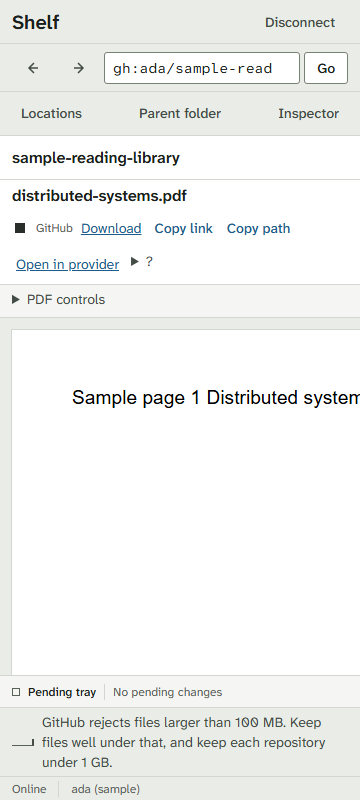 Shelf Disconnect
gh:ada/sample-read Go
Locations Parent folder Inspector
sample-reading-library
distributed-systems.pdf
GitHub Download Copy link Copy path
Open in provider ?
PDF controls
Sample page 1 Distributed system
Pending tray No pending changes
GitHub rejects files larger than 100 MB. Keep
files well under that, and keep each repository
under 1 GB.
Online ada (sample)